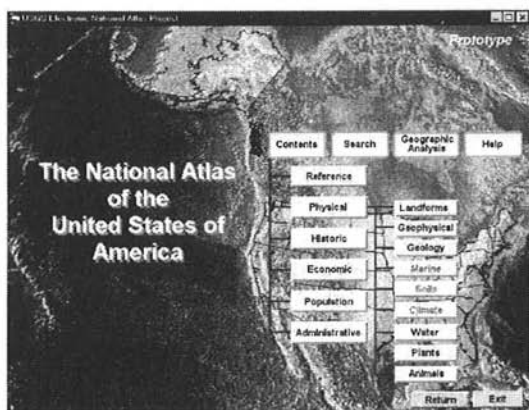 USGS Electronic National Atlas Project
Prototype
Contents
Search
Geographic
Analysis
Help
The National Atlas
of the
United States of
America
Reference
Physical
Historic
Economic
Population
Administrative
Landforms
Geophysical
Geology
Marine
Soils
Climate
Water
Plants
Animals
Return
Exit